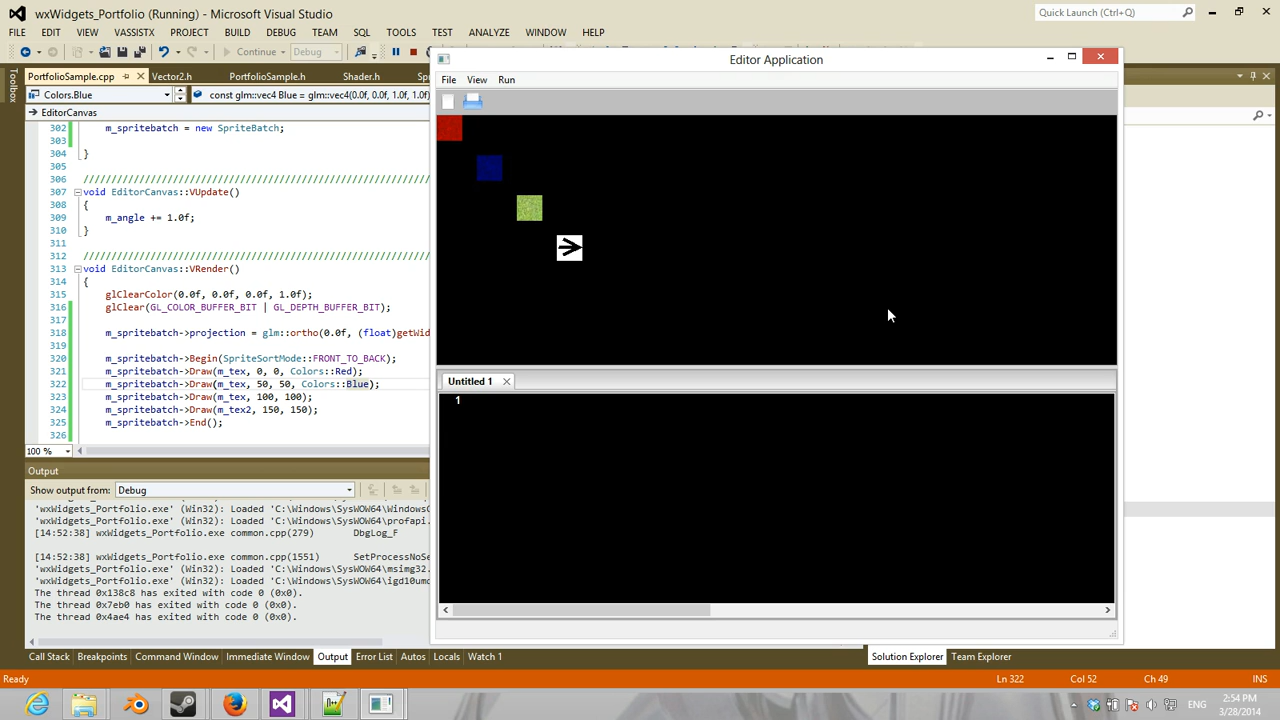 wxWidgets_Portfolio (Running) - Microsoft Visual Studio
Quick Launch (Ctrl+Q)
FILE EDIT VIEW VASSISTX PROJECT BUILD DEBUG TEAM SQL TOOLS TEST ANALYZE WINDOW HELP
Continue Debug
Editor Application
PortfolioSample.cpp Vector2.h PortfolioSample.h Shader.h
File View Run
Toolbox
Colors.Blue const glm::vec4 Blue = glm::vec4(0.0f, 0.0f, 1.0f, 1.0f)
EditorCanvas
302 m_spritebatch = new SpriteBatch;
303
304 }
305
306 ////////////////////////////////////////////////////////
307 void EditorCanvas::VUpdate()
308 {
309 m_angle += 1.0f;
310 }
311
312 ////////////////////////////////////////////////////////
313 void EditorCanvas::VRender()
314 {
315 glClearColor(0.0f, 0.0f, 0.0f, 1.0f);
316 glClear(GL_COLOR_BUFFER_BIT | GL_DEPTH_BUFFER_BIT);
317
318 m_spritebatch->projection = glm::ortho(0.0f, (float)getWid
319
320 m_spritebatch->Begin(SpriteSortMode::FRONT_TO_BACK);
321 m_spritebatch->Draw(m_tex, 0, 0, Colors::Red);
322 m_spritebatch->Draw(m_tex, 50, 50, Colors::Blue);
323 m_spritebatch->Draw(m_tex, 100, 100);
324 m_spritebatch->Draw(m_tex2, 150, 150);
325 m_spritebatch->End();
326
100 %
Untitled 1
1
Output
Show output from: Debug
'wxWidgets_Portfolio.exe' (Win32): Loaded 'C:\Windows\SysWOW64\WindowsC
'wxWidgets_Portfolio.exe' (Win32): Loaded 'C:\Windows\SysWOW64\profapi.
[14:52:38] wxWidgets_Portfolio.exe common.cpp(279) DbgLog_F
[14:52:38] wxWidgets_Portfolio.exe common.cpp(1551) SetProcessNoSe
'wxWidgets_Portfolio.exe' (Win32): Loaded 'C:\Windows\SysWOW64\msimg32.
'wxWidgets_Portfolio.exe' (Win32): Loaded 'C:\Windows\SysWOW64\igd10umd
The thread 0x138c8 has exited with code 0 (0x0).
The thread 0x7eb0 has exited with code 0 (0x0).
The thread 0x4ae4 has exited with code 0 (0x0).
Call Stack Breakpoints Command Window Immediate Window Output Error List Autos Locals Watch 1 Solution Explorer Team Explorer
Ready Ln 322 Col 52 Ch 49 INS
ENG
2:54 PM
3/28/2014